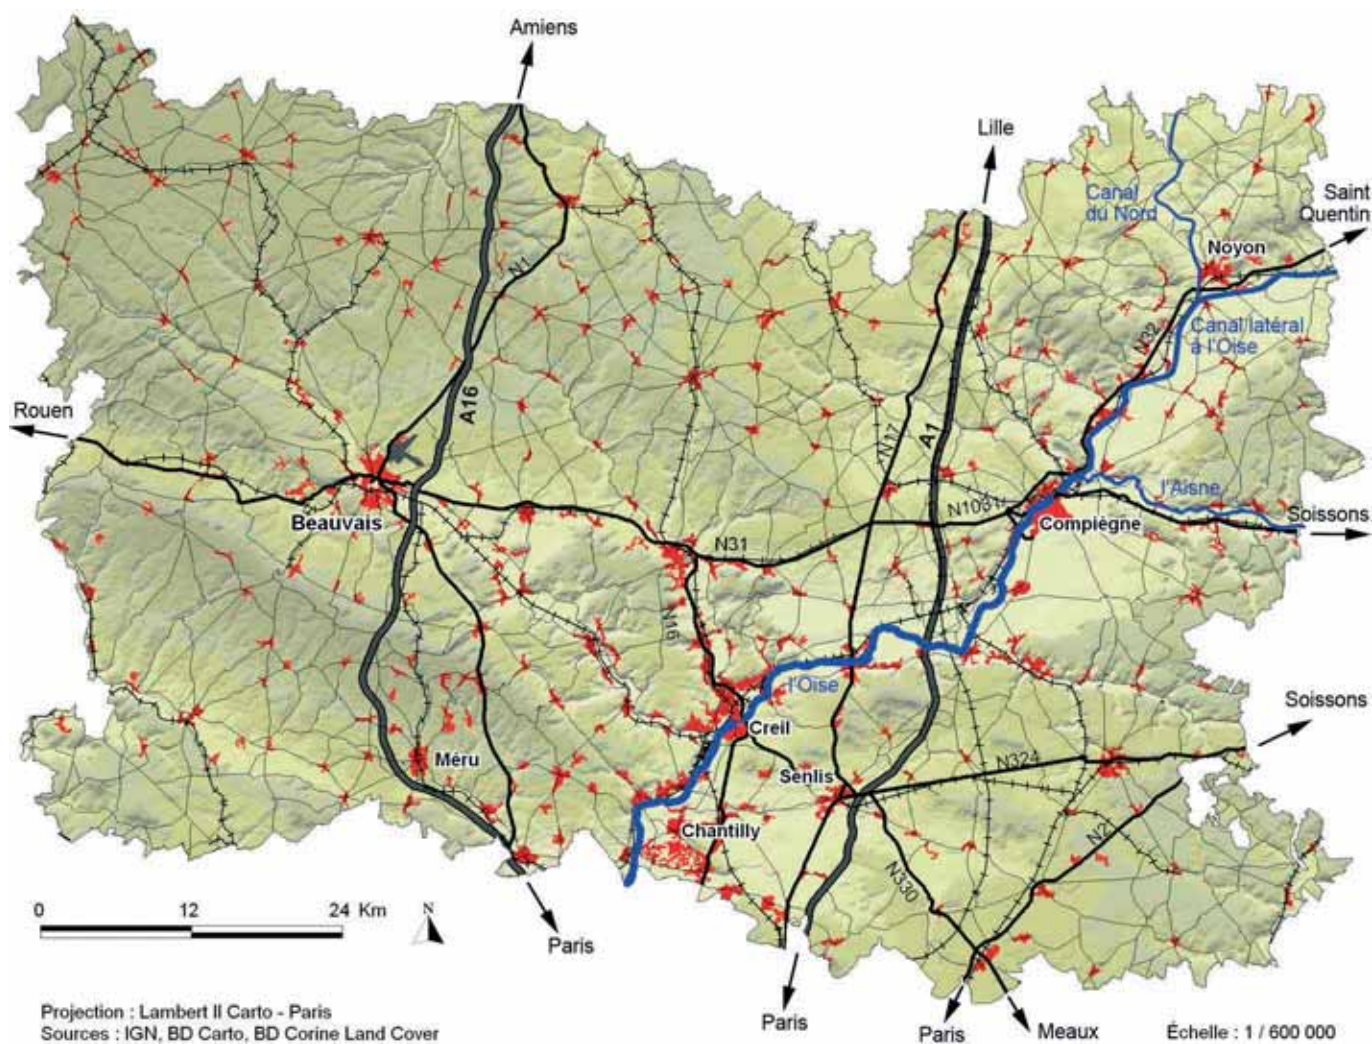 Amiens
Lille
Canal
du Nord
Saint
Quentin
Noyon
N1
N32
Canal latéral
à l'Oise
Rouen
A16
N17
A1
l'Aisne
Beauvais
N1031
Compiègne
Soissons
N31
N16
l'Oise
Soissons
Creil
Méru
Senlis
N324
Chantilly
N2
N330
0 12 24 Km
N
Paris
Paris
Paris
Meaux
Projection : Lambert II Carto - Paris
Sources : IGN, BD Carto, BD Corine Land Cover
Échelle : 1 / 600 000